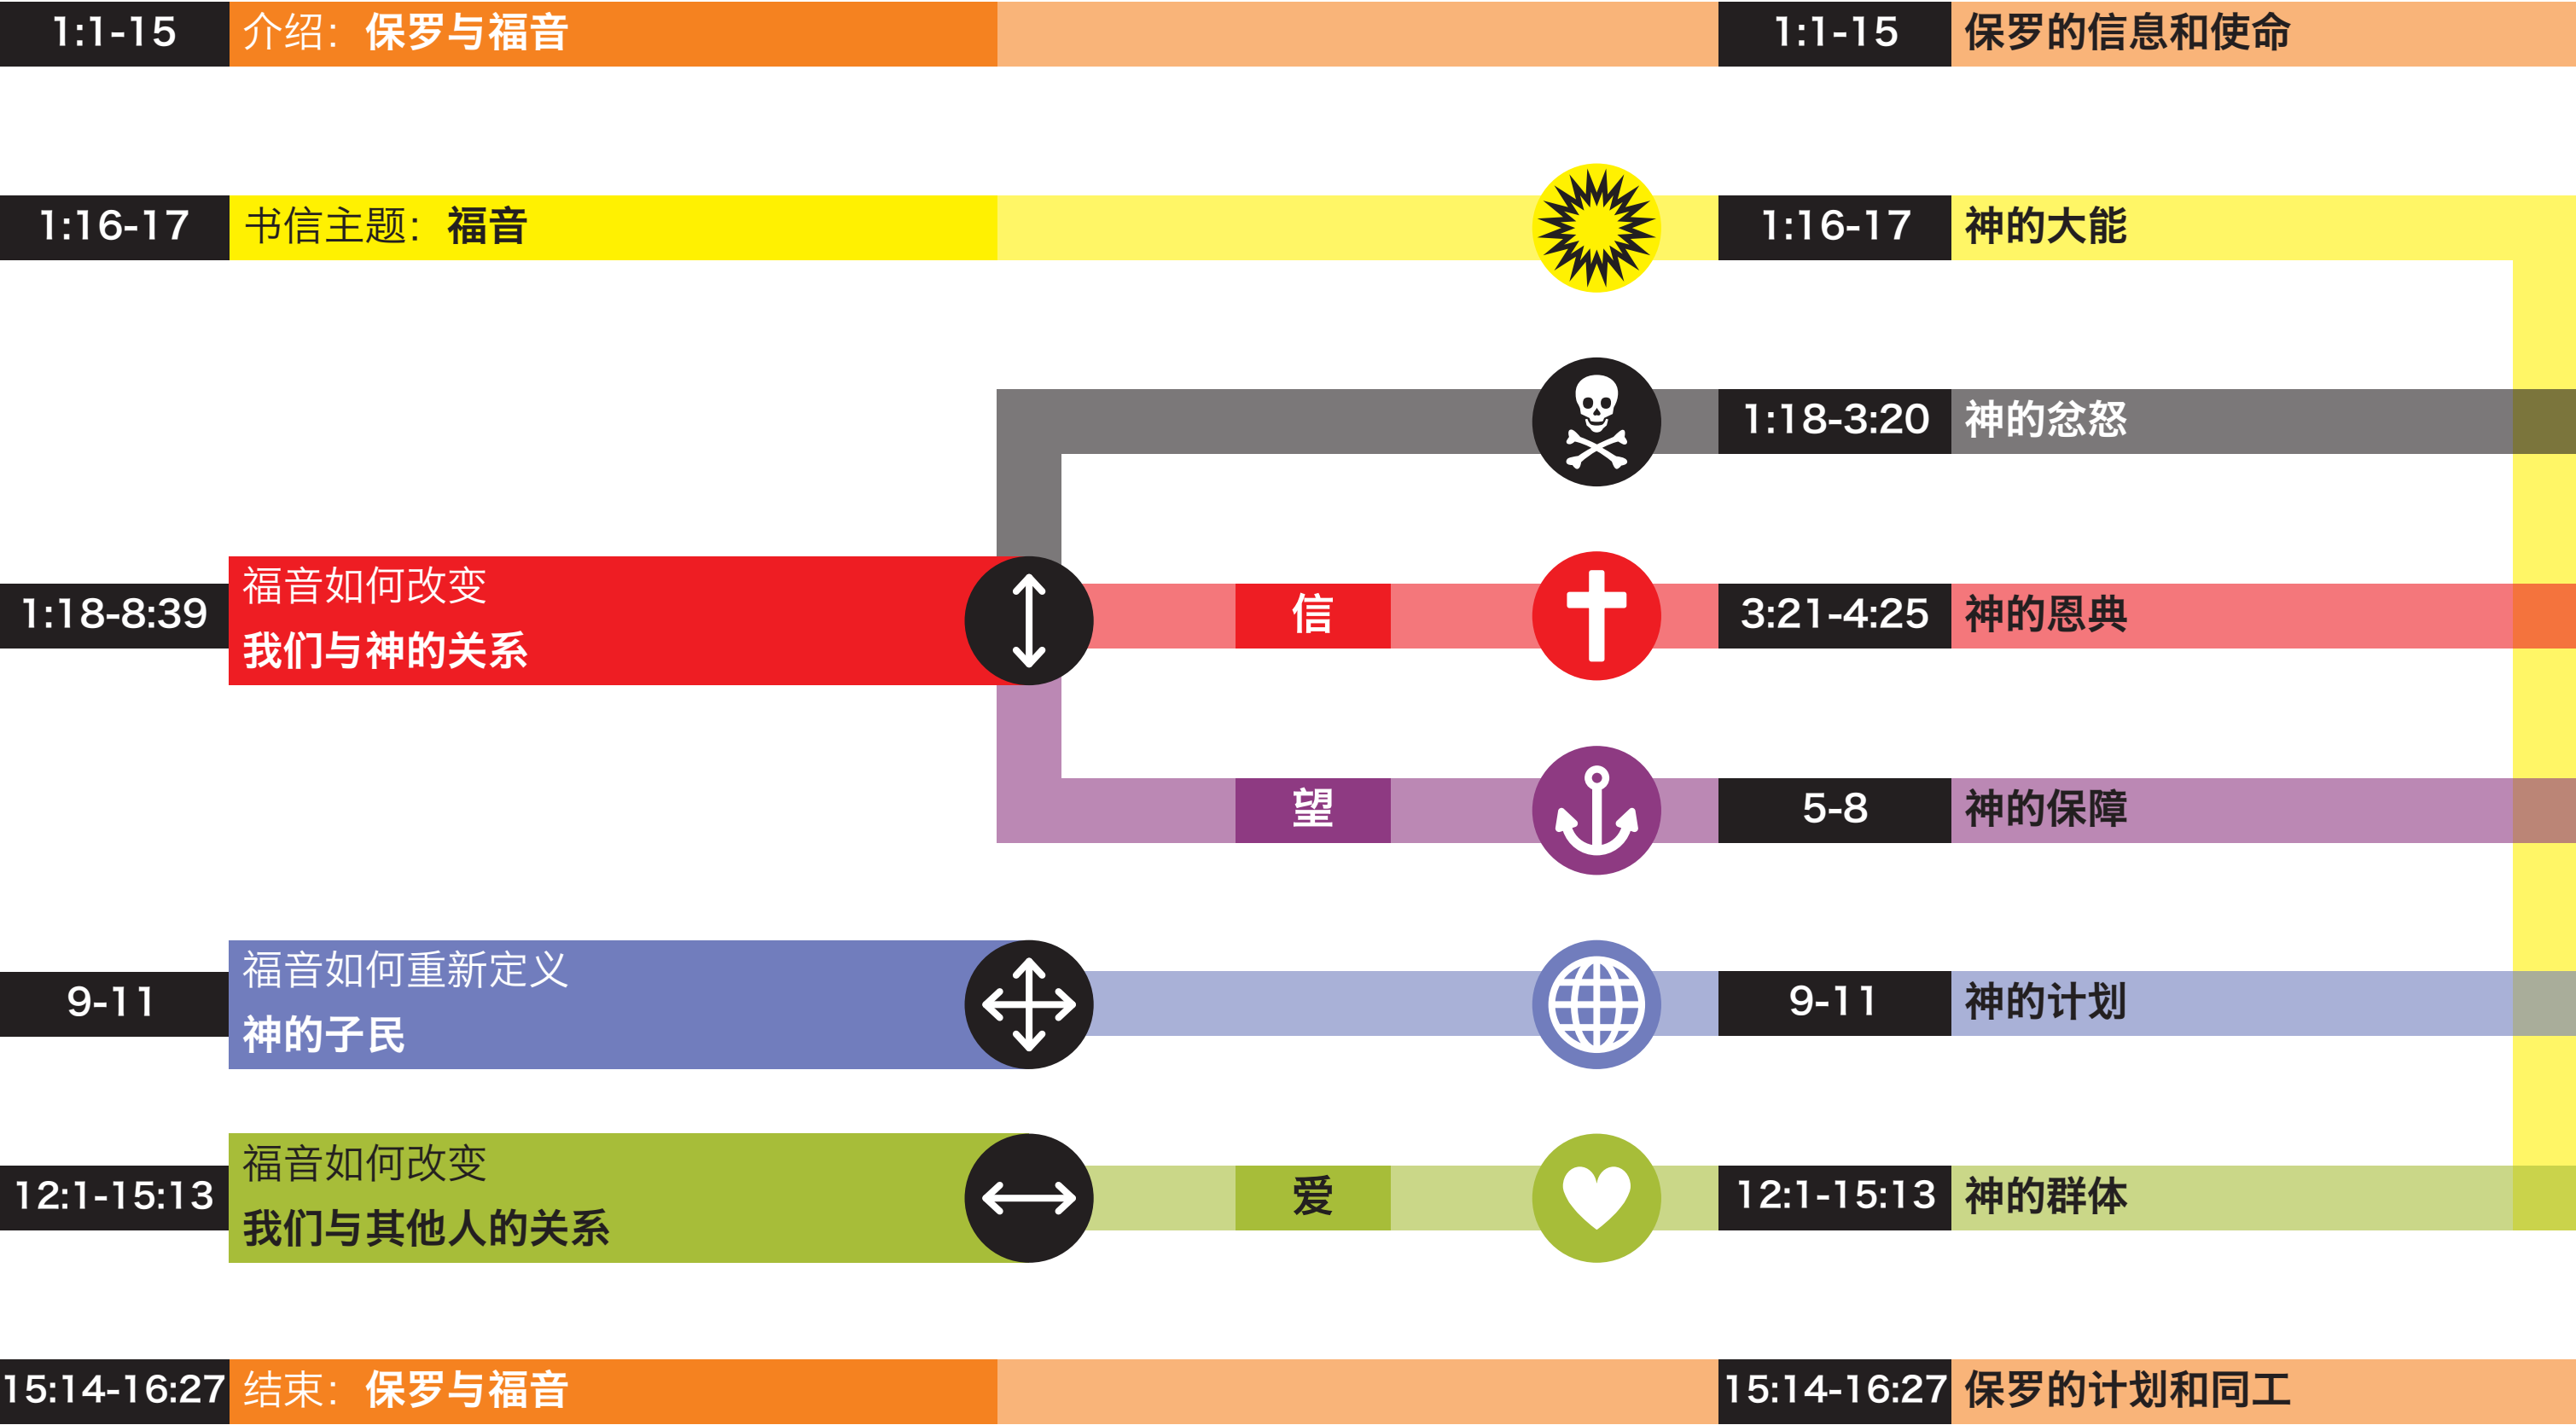 1:1-15 介绍：保罗与福音 1:1-15 保罗的信息和使命
1:16-17 书信主题：福音 1:16-17 神的大能
1:18-3:20 神的忿怒
福音如何改变
1:18-8:39 信 3:21-4:25 神的恩典
我们与神的关系
望 5-8 神的保障
福音如何重新定义
9-11 9-11 神的计划
神的子民
福音如何改变
12:1-15:13 爱 12:1-15:13 神的群体
我们与其他人的关系
15:14-16:27 结束：保罗与福音 15:14-16:27 保罗的计划和同工